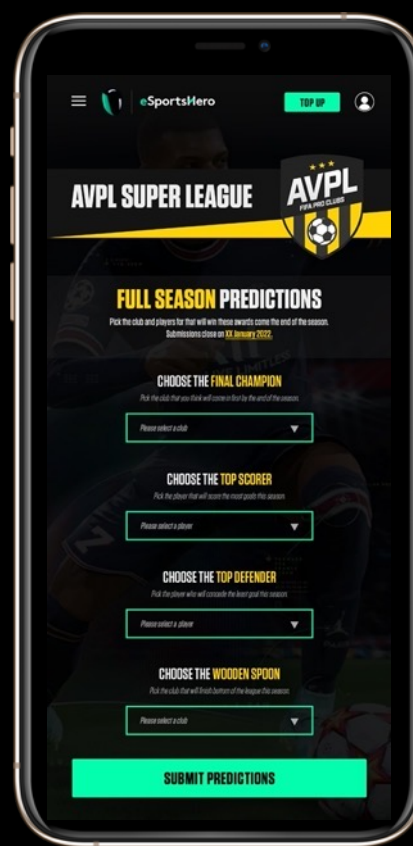 eSportsHero
TOP UP
AVPL SUPER LEAGUE
AVPL
FIFA PRO CLUBS
FULL SEASON PREDICTIONS
Pick the club and players for that will win these awards come the end of the season.
Submissions close on XX January 2022.
CHOOSE THE FINAL CHAMPION
Pick the club that you think will come in first by the end of the season.
Please select a club
CHOOSE THE TOP SCORER
Pick the player that will score the most goals this season.
Please select a player
CHOOSE THE TOP DEFENDER
Pick the player who will concede the least goal this season.
Please select a player
CHOOSE THE WOODEN SPOON
Pick the club that will finish bottom of the league this season.
Please select a club
SUBMIT PREDICTIONS